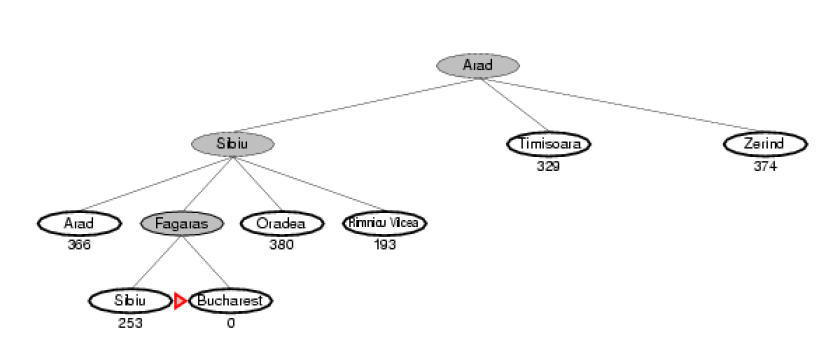 Arad
Sibiu
Timisoara
329
Zerind
374
Arad
366
Fagaras
Oradea
380
Rimnicu Vilcea
193
Sibiu
253
Bucharest
0